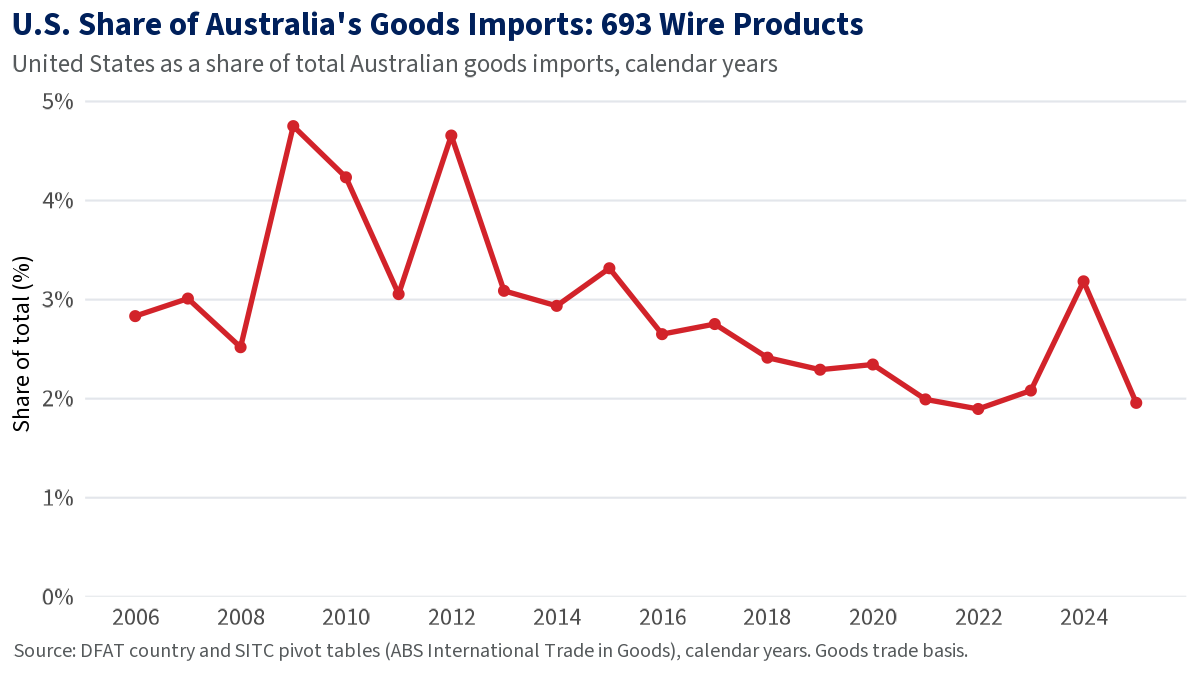 U.S. Share of Australia's Goods Imports: 693 Wire Products
United States as a share of total Australian goods imports, calendar years
Share of total (%)
5%
4%
3%
2%
1%
0%
2006 2008 2010 2012 2014 2016 2018 2020 2022 2024
Source: DFAT country and SITC pivot tables (ABS International Trade in Goods), calendar years. Goods trade basis.